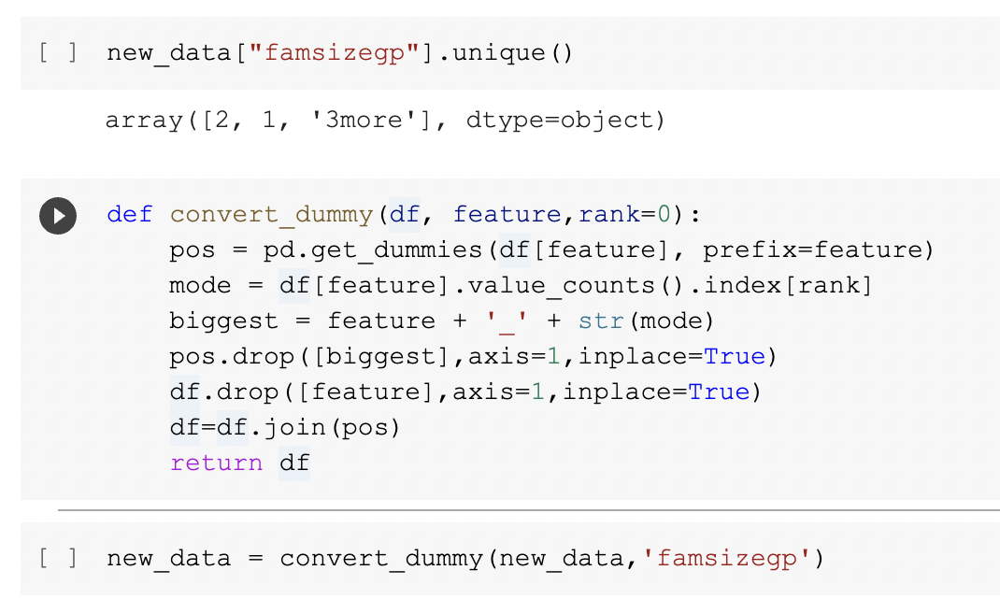 [ ] new_data["famsizegp"].unique()
array([2, 1, '3more'], dtype=object)
def convert_dummy(df, feature,rank=0):
    pos = pd.get_dummies(df[feature], prefix=feature)
    mode = df[feature].value_counts().index[rank]
    biggest = feature + '_' + str(mode)
    pos.drop([biggest],axis=1,inplace=True)
    df.drop([feature],axis=1,inplace=True)
    df=df.join(pos)
    return df
[ ] new_data = convert_dummy(new_data,'famsizegp')